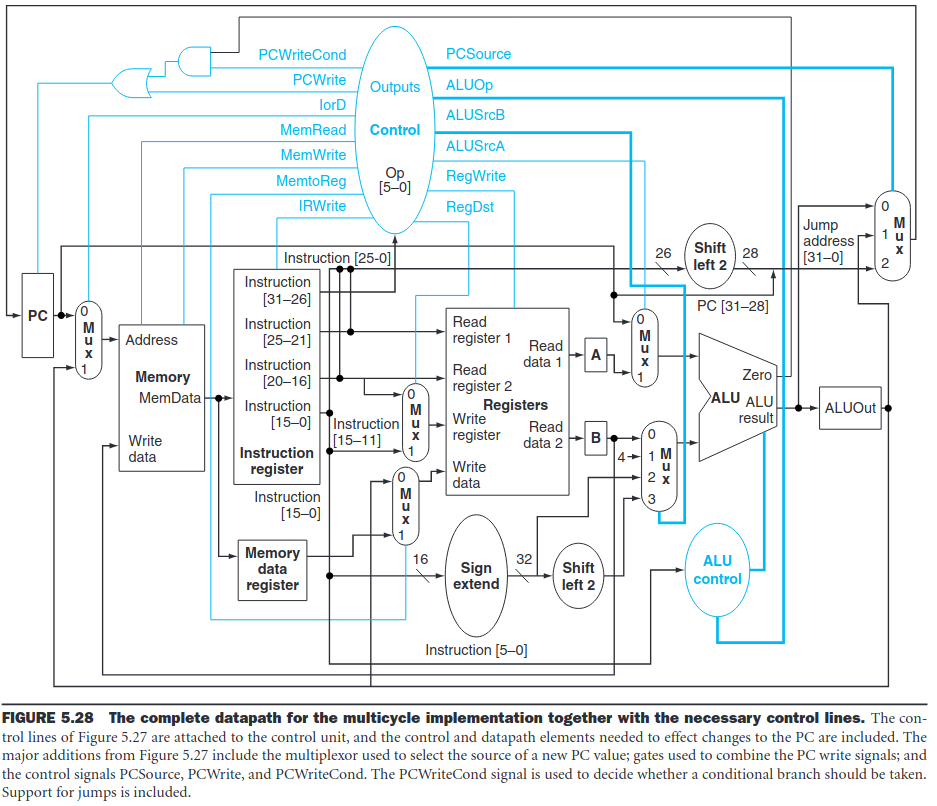 PCWriteCond
PCWrite
IorD
MemRead
MemWrite
MemtoReg
IRWrite
Outputs
Control
Op
[5–0]
PCSource
ALUOp
ALUSrcB
ALUSrcA
RegWrite
RegDst
PC
0
M
u
x
1
Address
Memory
MemData
Write
data
Instruction [25-0]
Instruction
[31–26]
Instruction
[25–21]
Instruction
[20–16]
Instruction
[15–0]
Instruction
register
Instruction
[15–0]
Memory
data
register
Instruction
[15–11]
0
M
u
x
1
0
M
u
x
1
Read
register 1
Read
register 2
Registers
Write
register
Write
data
Read
data 1
Read
data 2
A
B
16
Sign
extend
32
Shift
left 2
Instruction [5–0]
0
M
u
x
1
4
0
1 M
u
2 x
3
26
Shift
left 2
28
PC [31–28]
Jump
address
[31–0]
0
M
1 u
x
2
Zero
ALU ALU
result
ALUOut
ALU
control
FIGURE 5.28 The complete datapath for the multicycle implementation together with the necessary control lines. The con-
trol lines of Figure 5.27 are attached to the control unit, and the control and datapath elements needed to effect changes to the PC are included. The
major additions from Figure 5.27 include the multiplexor used to select the source of a new PC value; gates used to combine the PC write signals; and
the control signals PCSource, PCWrite, and PCWriteCond. The PCWriteCond signal is used to decide whether a conditional branch should be taken.
Support for jumps is included.